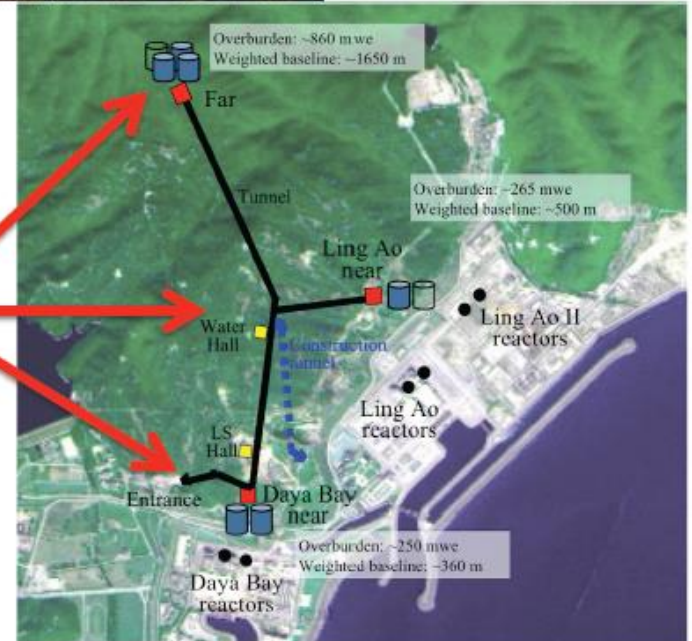 Overburden: ~860 mwe
Weighted baseline: ~1650 m
Far
Tunnel
Overburden: ~265 mwe
Weighted baseline: ~500 m
Ling Ao
near
Water
Hall
Construction
tunnel
Ling Ao II
reactors
Ling Ao
reactors
LS
Hall
Entrance
Daya Bay
near
Overburden: ~250 mwe
Weighted baseline: ~360 m
Daya Bay
reactors